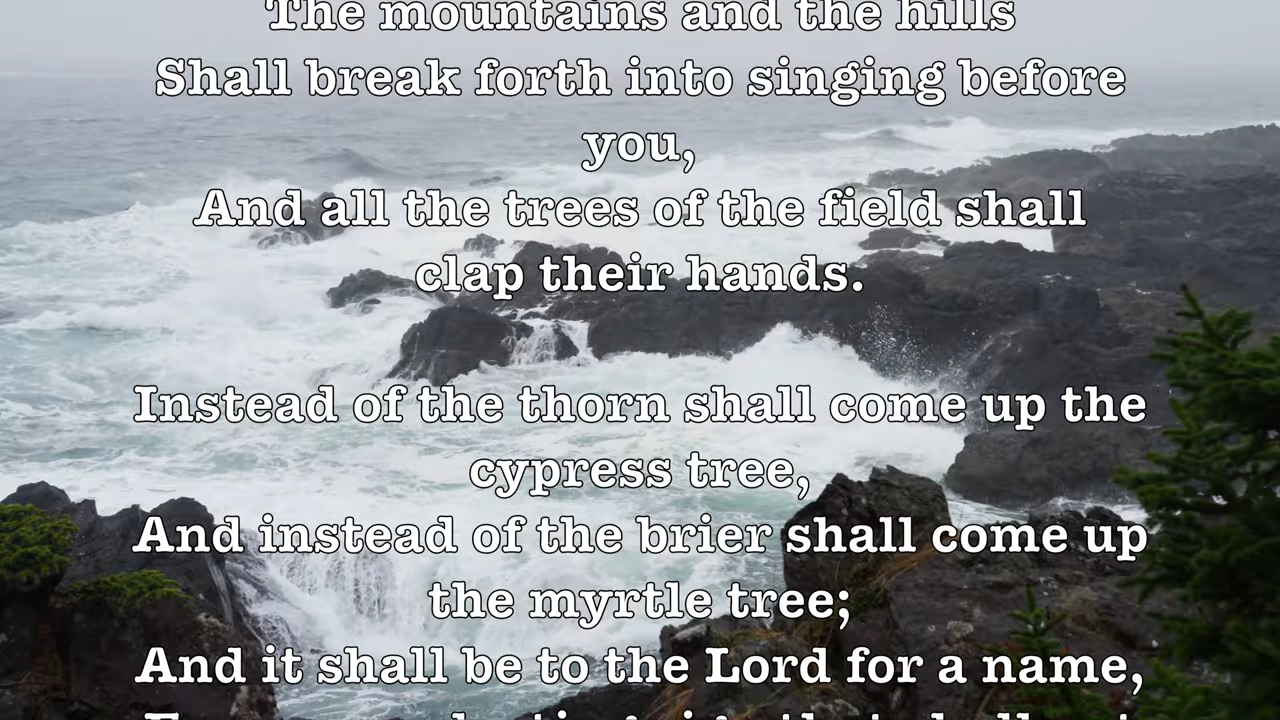 The mountains and the hills
Shall break forth into singing before
you,
And all the trees of the field shall
clap their hands.
Instead of the thorn shall come up the
cypress tree,
And instead of the brier shall come up
the myrtle tree;
And it shall be to the Lord for a name,